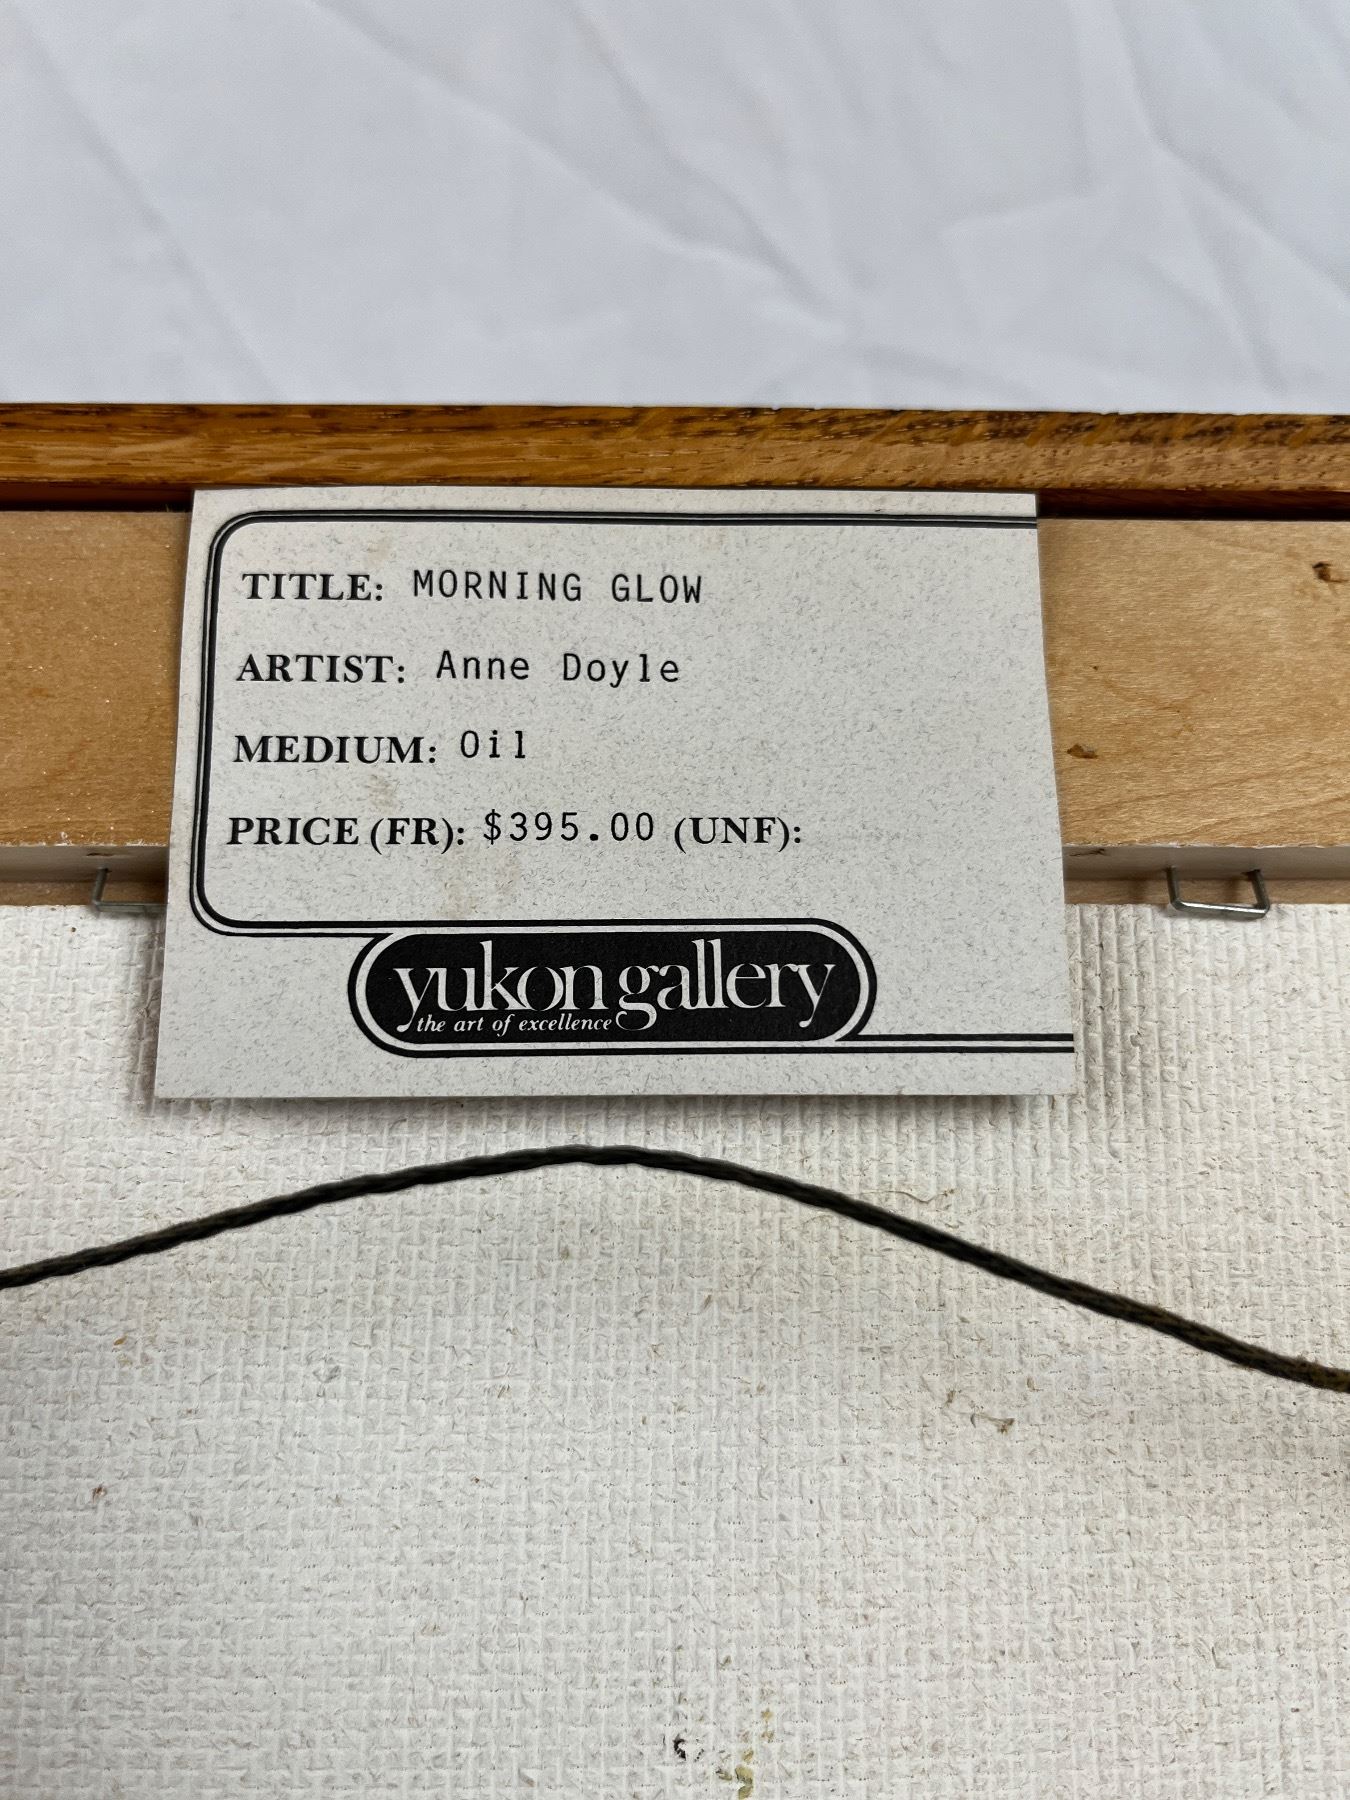 TITLE: MORNING GLOW
ARTIST: Anne Doyle
MEDIUM: Oil
PRICE (FR): $395.00 (UNF):
yukon gallery
the art of excellence